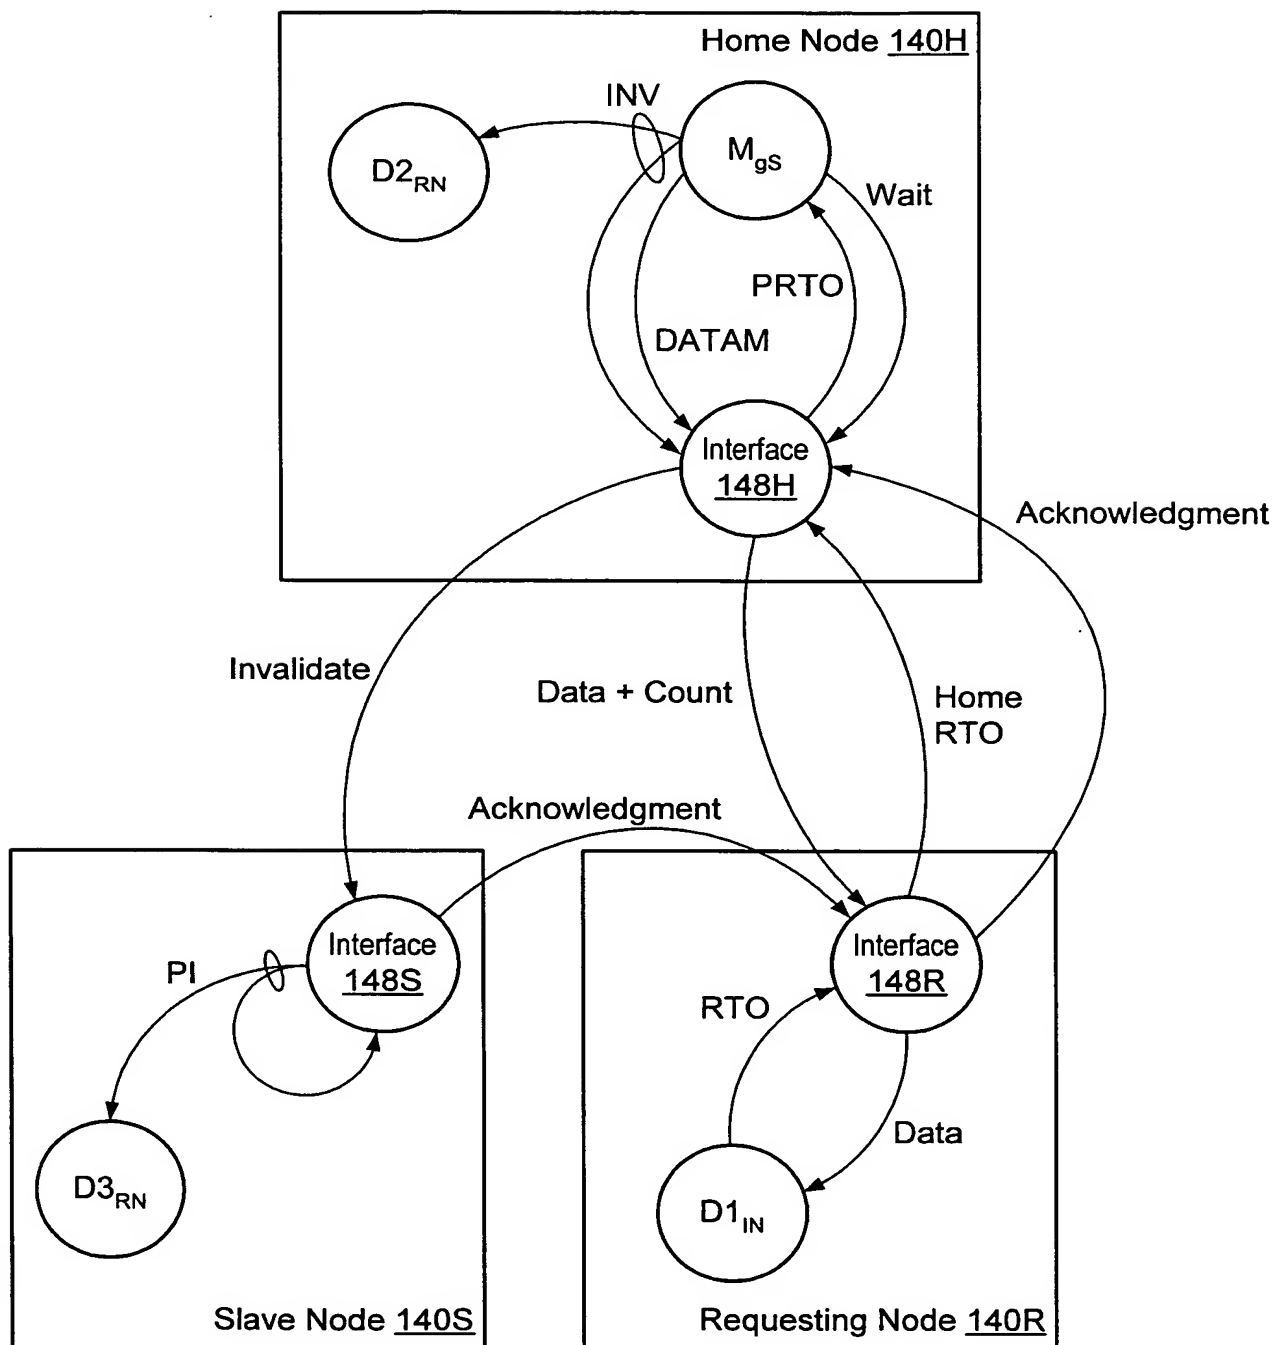 Home Node 140H
INV
D2RN
MgS
Wait
PRTO
DATAM
Interface
148H
Acknowledgment
Invalidate
Data + Count
Home
RTO
Acknowledgment
Interface
148S
PI
Interface
148R
RTO
Data
D3RN
D1IN
Slave Node 140S
Requesting Node 140R